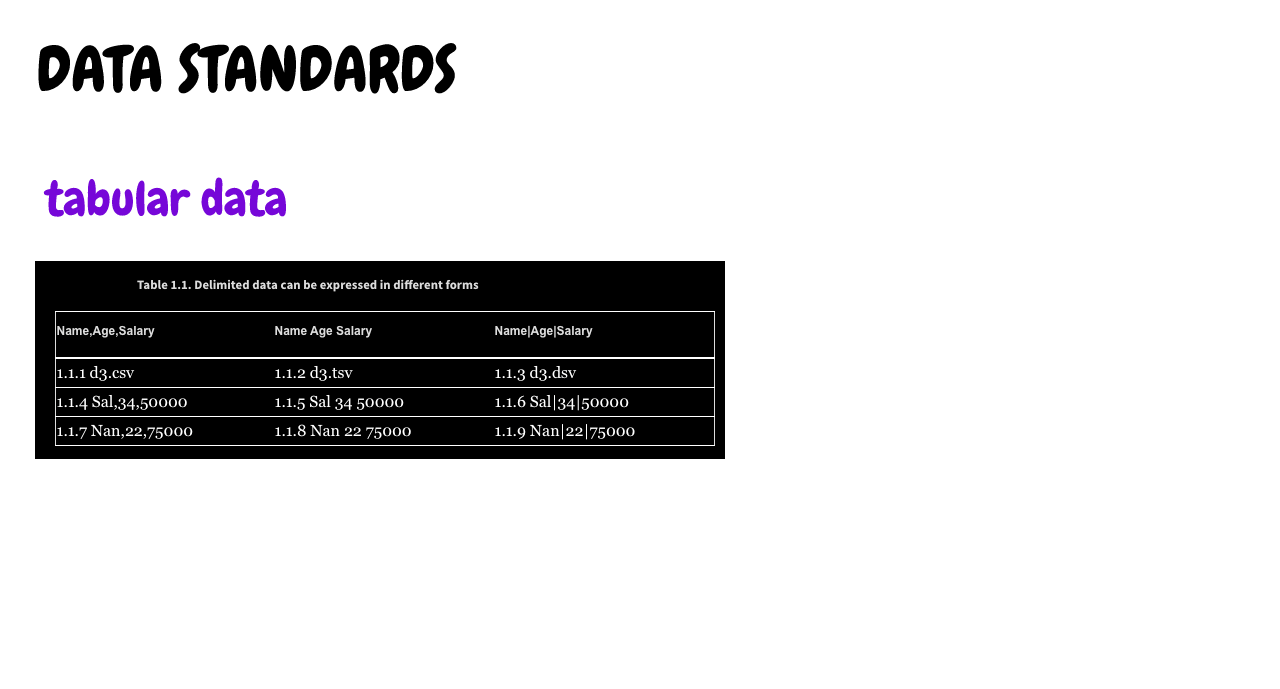 DATA STANDARDS
tabular data
Table 1.1. Delimited data can be expressed in different forms
Name,Age,Salary Name Age Salary Name|Age|Salary
1.1.1 d3.csv 1.1.2 d3.tsv 1.1.3 d3.dsv
1.1.4 Sal,34,50000 1.1.5 Sal 34 50000 1.1.6 Sal|34|50000
1.1.7 Nan,22,75000 1.1.8 Nan 22 75000 1.1.9 Nan|22|75000